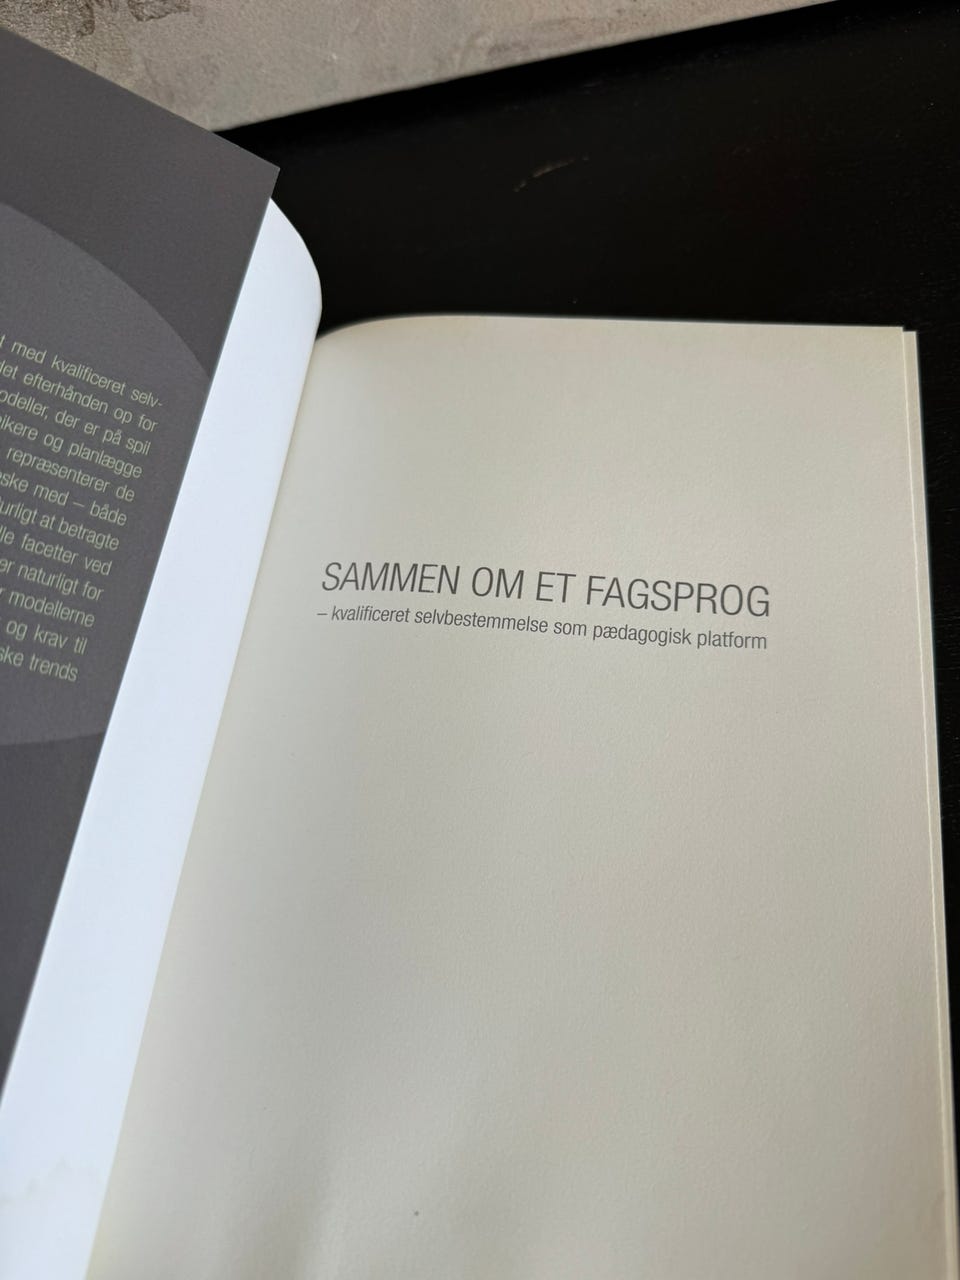 med kvalificeret selv-
det efterhånden op for
modeller, der er på spil
og planlægge
repræsenterer de
med – både
naturligt at betragte
facetter ved
er naturligt for
modellerne
og krav til
trends
SAMMEN OM ET FAGSPROG
– kvalificeret selvbestemmelse som pædagogisk platform